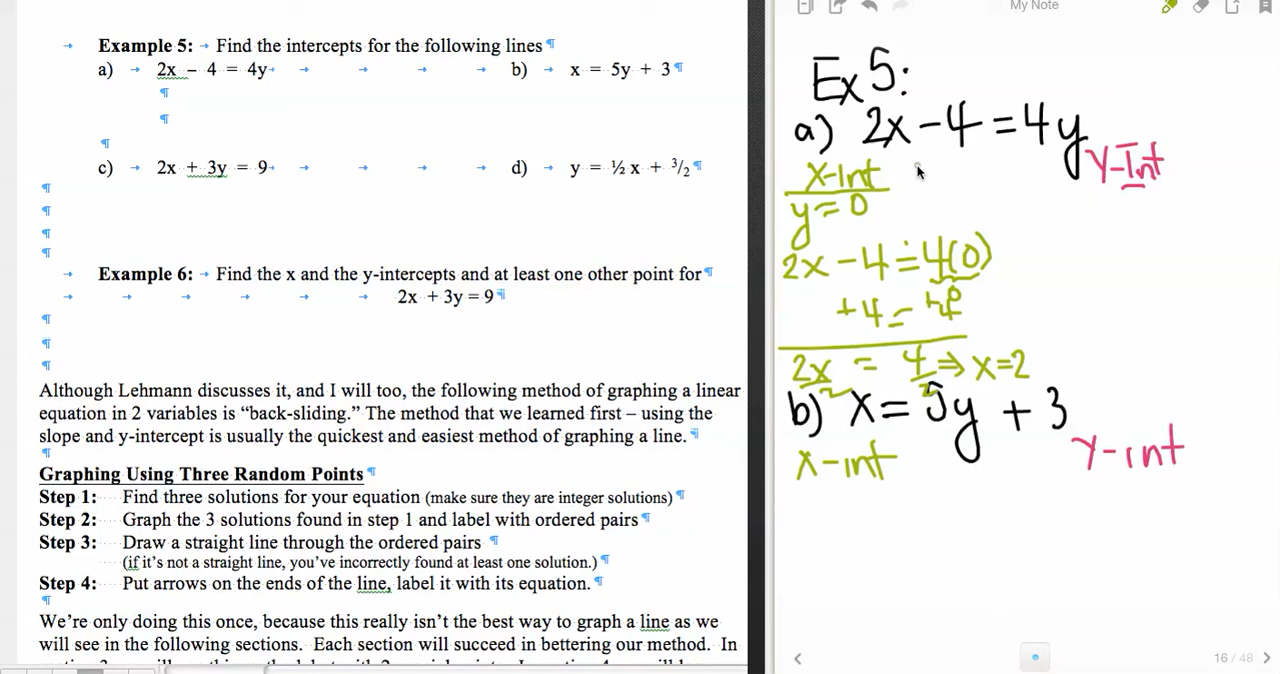 Example 5: Find the intercepts for the following lines
a) 2x – 4 = 4y b) x = 5y + 3
c) 2x + 3y = 9 d) y = ½ x + 3/2
Example 6: Find the x and the y-intercepts and at least one other point for
2x + 3y = 9
Although Lehmann discusses it, and I will too, the following method of graphing a linear
equation in 2 variables is “back-sliding.” The method that we learned first – using the
slope and y-intercept is usually the quickest and easiest method of graphing a line.
Graphing Using Three Random Points
Step 1: Find three solutions for your equation (make sure they are integer solutions)
Step 2: Graph the 3 solutions found in step 1 and label with ordered pairs
Step 3: Draw a straight line through the ordered pairs
(if it’s not a straight line, you’ve incorrectly found at least one solution.)
Step 4: Put arrows on the ends of the line, label it with its equation.
We’re only doing this once, because this really isn’t the best way to graph a line as we
will see in the following sections. Each section will succeed in bettering our method. In
My Note
Ex 5:
a) 2x - 4 = 4y
x-int
y-Int
y = 0
2x - 4 = 4(0)
+4 = +4
2x = 4 ⇒ x=2
2 2
b) x = 5y + 3
x-int
y-int
16 / 48